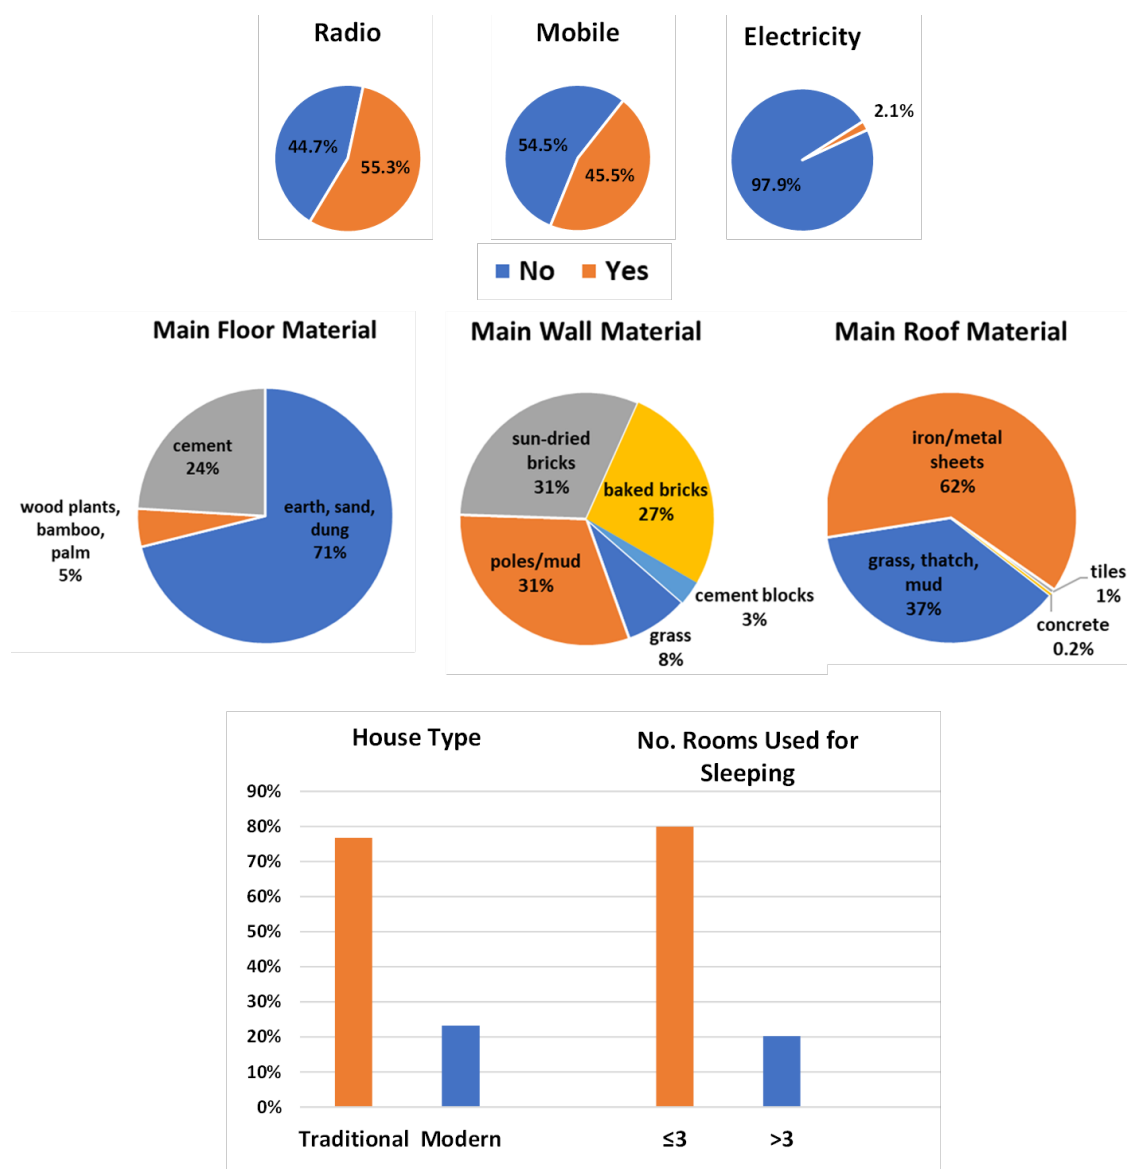 Radio
Mobile
Electricity
44.7%
55.3%
54.5%
45.5%
2.1%
97.9%
No
Yes
Main Floor Material
cement
24%
wood plants,
bamboo,
palm
5%
earth, sand,
dung
71%
Main Wall Material
sun-dried
bricks
31%
baked bricks
27%
poles/mud
31%
cement blocks
3%
grass
8%
Main Roof Material
iron/metal
sheets
62%
grass, thatch,
mud
37%
tiles
1%
concrete
0.2%
House Type
No. Rooms Used for
Sleeping
90%
80%
70%
60%
50%
40%
30%
20%
10%
0%
Traditional
Modern
≤3
>3